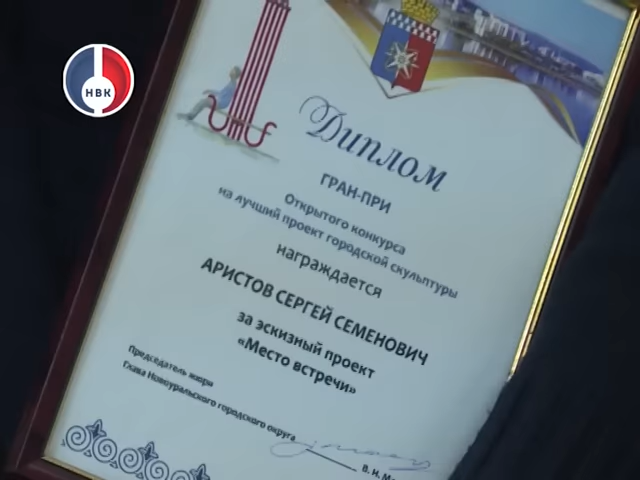 НВК
Диплом
ГРАН-ПРИ
Открытого конкурса
на лучший проект городской скульптуры
награждается
АРИСТОВ СЕРГЕЙ СЕМЕНОВИЧ
за эскизный проект
«Место встречи»
Председатель жюри
Глава Новоуральского городского округа
В. Н.